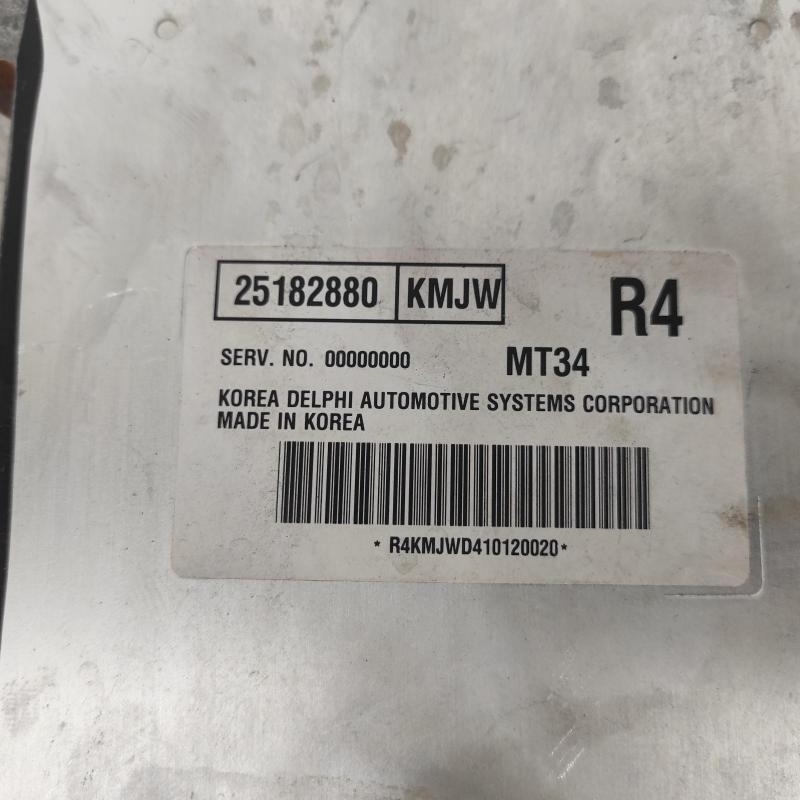 25182880 KMJW R4
SERV. NO. 00000000 MT34
KOREA DELPHI AUTOMOTIVE SYSTEMS CORPORATION
MADE IN KOREA
* R4KMJWD410120020*